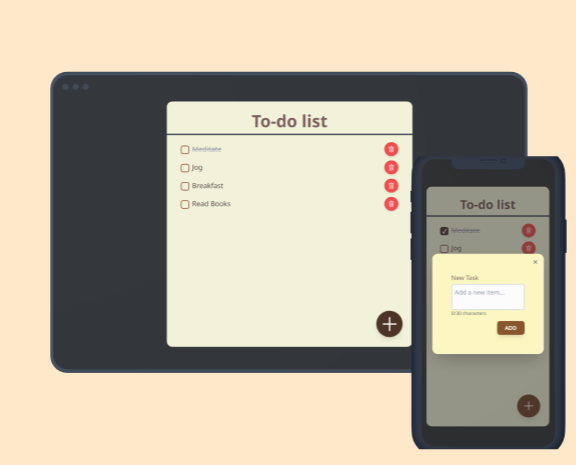 To-do list
Meditate
Jog
Breakfast
Read Books
To-do list
Meditate
Jog
New Task
Add a new item...
0/30 characters
ADD